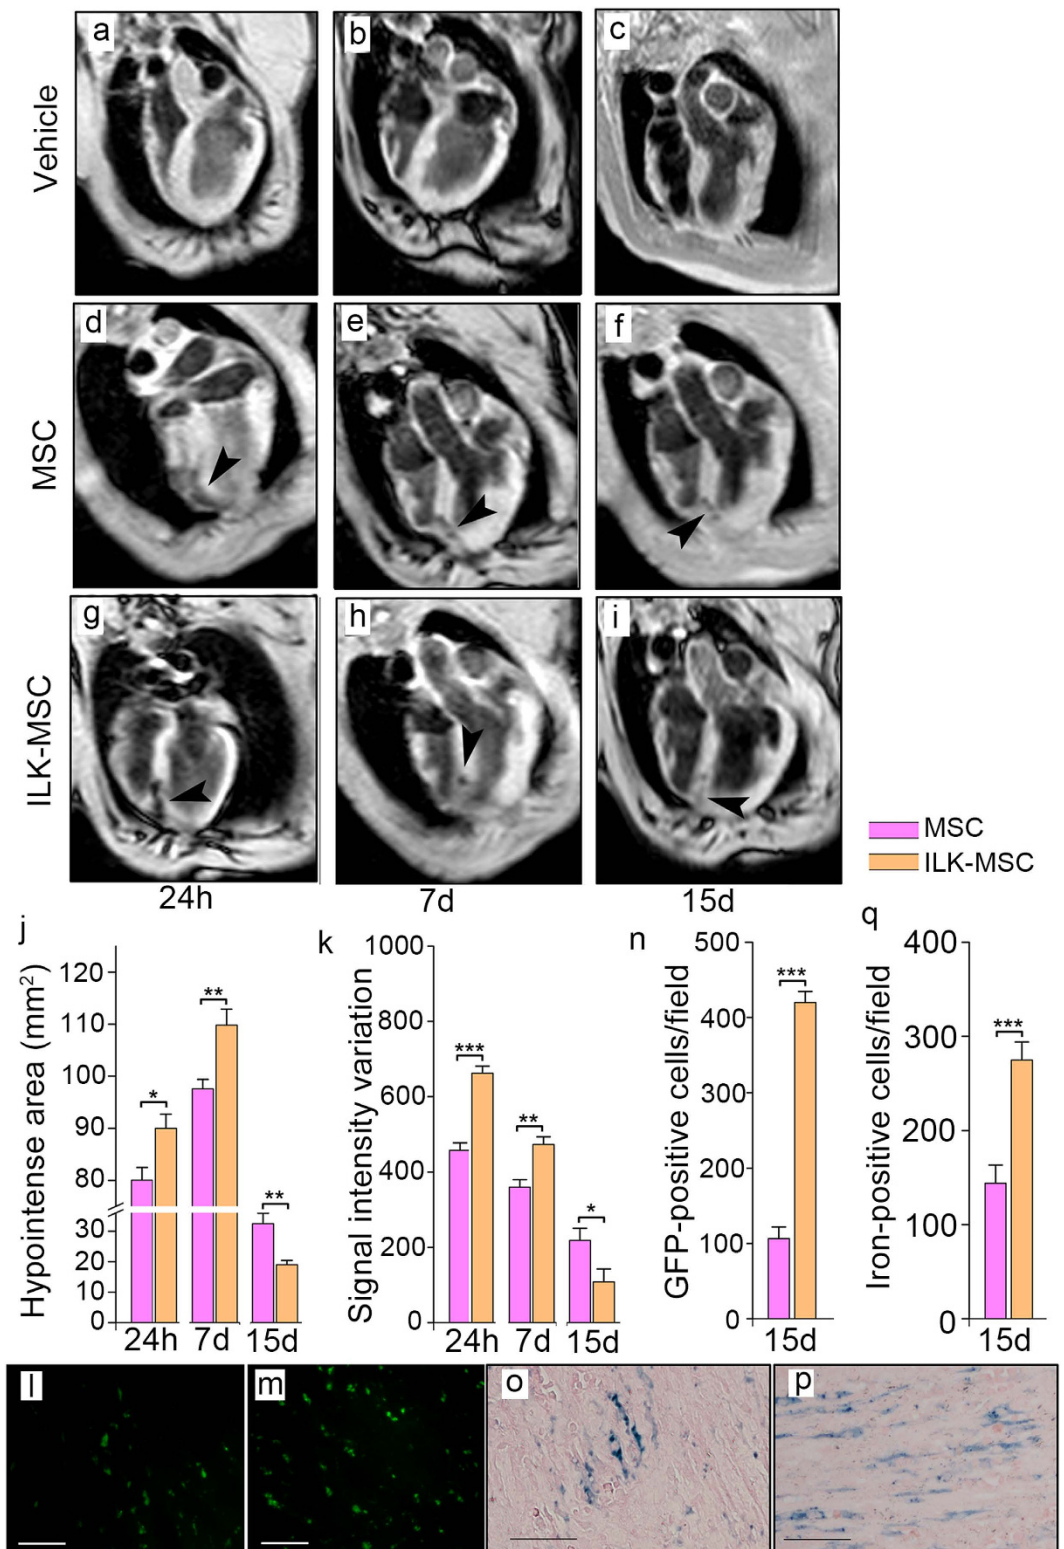 a
b
c
Vehicle
d
e
f
MSC
g
h
i
ILK-MSC
24h
7d
15d
MSC
ILK-MSC
j
Hypointense area (mm²)
120
110
100
90
80
30
20
10
0
*
**
**
24h 7d 15d
k
Signal intensity variation
1000
800
600
400
200
0
***
**
*
24h 7d 15d
n
GFP-positive cells/field
500
400
300
200
100
0
***
15d
q
Iron-positive cells/field
400
300
200
100
0
***
15d
l
m
o
p